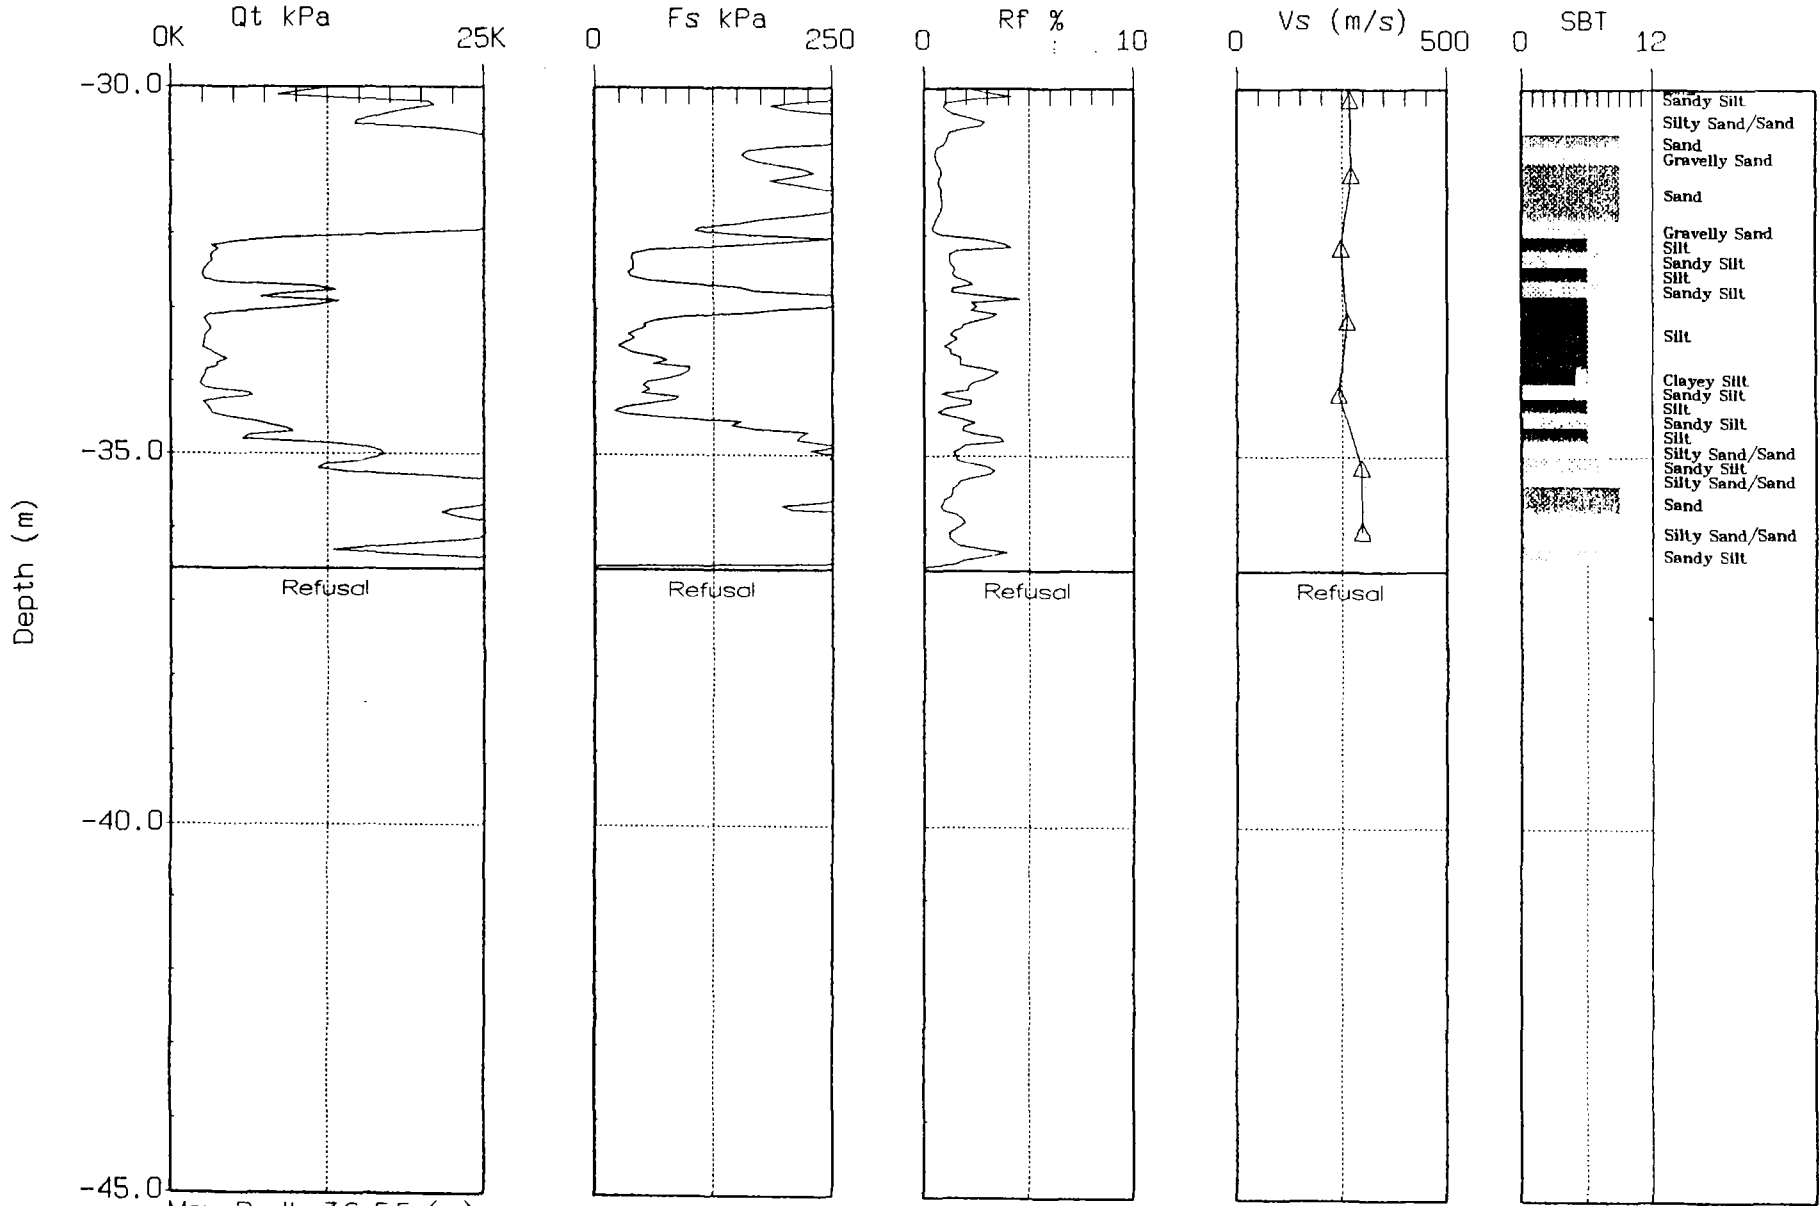 Qt kPa
0K 25K
Fs kPa
0 250
Rf %
0 10
Vs (m/s)
0 500
SBT
0 12
Depth (m)
-30.0
-35.0
-40.0
-45.0
Refusal
Refusal
Refusal
Refusal
Sandy Silt
Silty Sand/Sand
Sand
Gravelly Sand
Sand
Gravelly Sand
Silt
Sandy Silt
Silt
Sandy Silt
Silt
Clayey Silt
Sandy Silt
Silt
Sandy Silt
Silt
Silty Sand/Sand
Sandy Silt
Silty Sand/Sand
Sand
Silty Sand/Sand
Sandy Silt